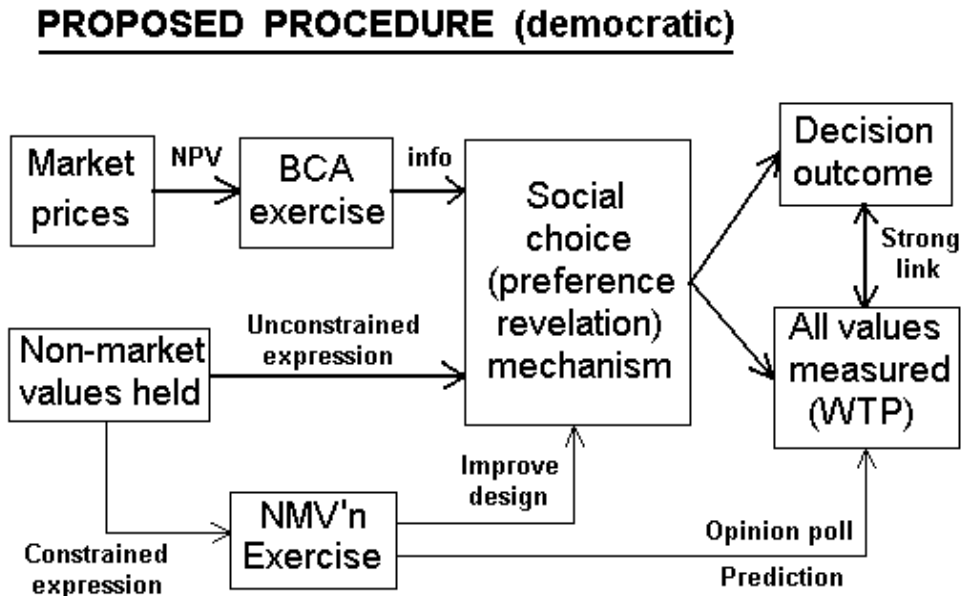 PROPOSED PROCEDURE (democratic)
Market
prices
NPV
BCA
exercise
info
Social
choice
(preference
revelation)
mechanism
Decision
outcome
Strong
link
All values
measured
(WTP)
Non-market
values held
Unconstrained
expression
Constrained
expression
NMV'n
Exercise
Improve
design
Opinion poll
Prediction